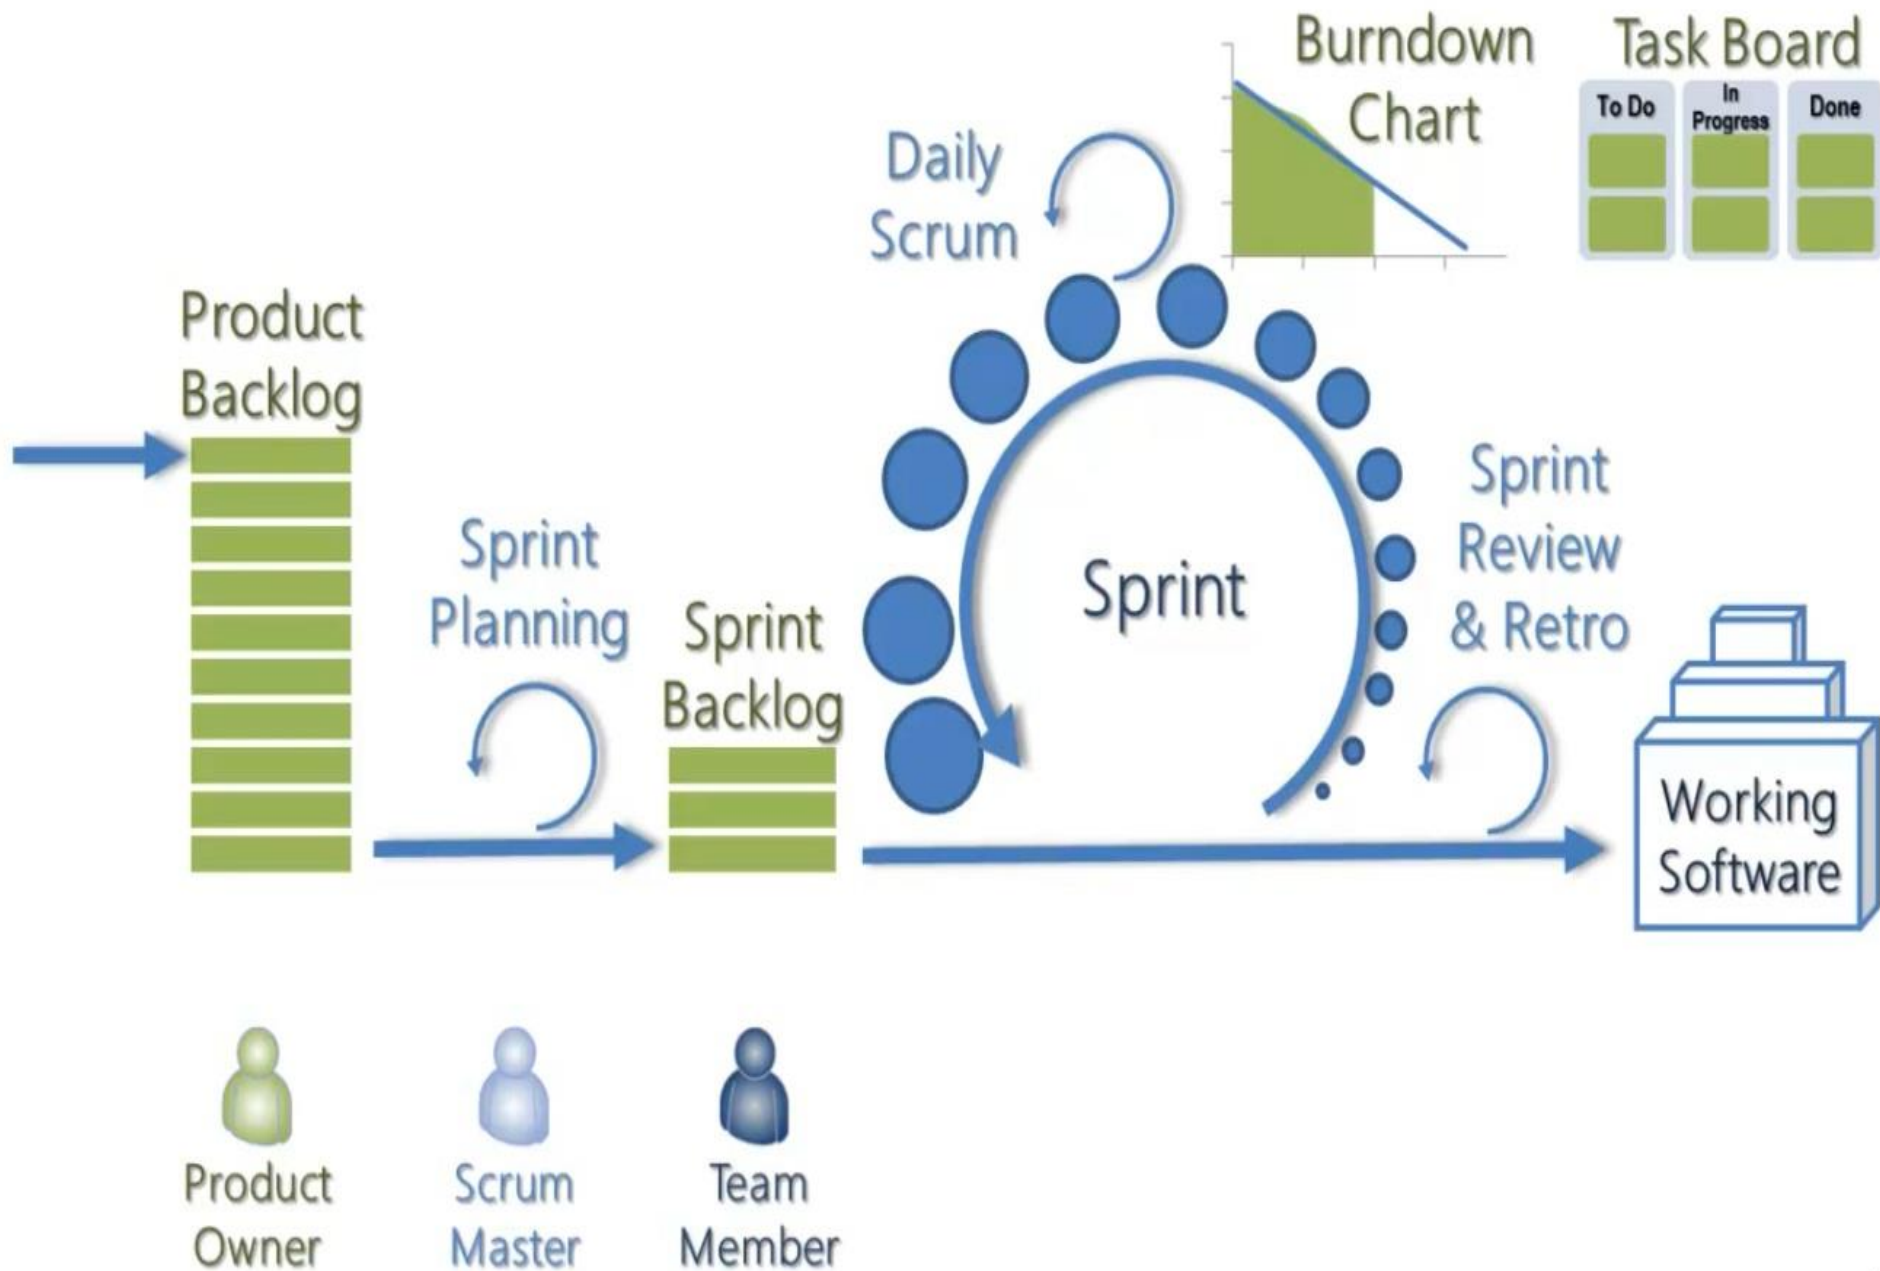 Burndown
Chart
Task Board
To Do
In
Progress
Done
Daily
Scrum
Product
Backlog
Sprint
Planning
Sprint
Backlog
Sprint
Sprint
Review
& Retro
Working
Software
Product
Owner
Scrum
Master
Team
Member